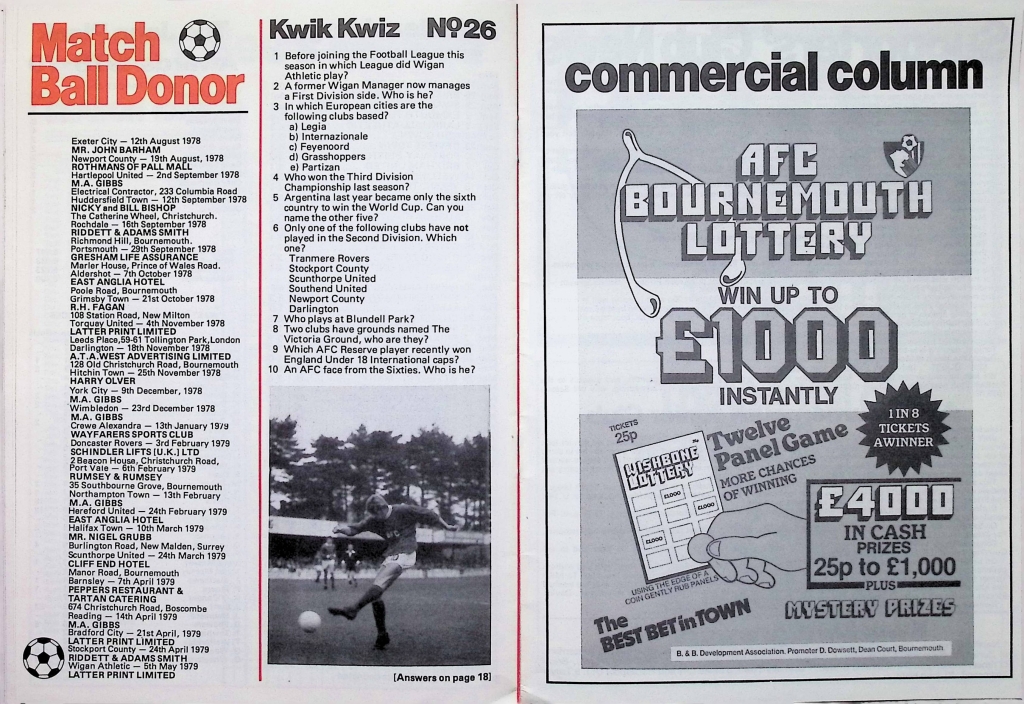 Match
Ball Donor
Exeter City — 12th August 1978
MR. JOHN BARHAM
Newport County — 19th August, 1978
ROTHMANS OF PALL MALL
Hartlepool United — 2nd September 1978
M.A. GIBBS
Electrical Contractor, 233 Columbia Road
Huddersfield Town — 12th September 1978
NICKY and BILL BISHOP
The Catherine Wheel, Christchurch.
Rochdale — 16th September 1978
RIDDETT & ADAMS SMITH
Richmond Hill, Bournemouth.
Portsmouth — 29th September 1978
GRESHAM LIFE ASSURANCE
Marler House, Prince of Wales Road.
Aldershot — 7th October 1978
EAST ANGLIA HOTEL
Poole Road, Bournemouth
Grimsby Town — 21st October 1978
R.H. FAGAN
108 Station Road, New Milton
Torquay United — 4th November 1978
LATTER PRINT LIMITED
Leeds Place,59-61 Tollington Park,London
Darlington — 18th November 1978
A.T.A.WEST ADVERTISING LIMITED
128 Old Christchurch Road, Bournemouth
Hitchin Town — 25th November 1978
HARRY OLVER
York City — 9th December, 1978
M.A. GIBBS
Wimbledon — 23rd December 1978
M.A. GIBBS
Crewe Alexandra — 13th January 1979
WAYFARERS SPORTS CLUB
Doncaster Rovers — 3rd February 1979
SCHINDLER LIFTS [U.K.] LTD
2 Beacon House, Christchurch Road,
Port Vale — 6th February 1979
RUMSEY & RUMSEY
35 Southbourne Grove, Bournemouth
Northampton Town — 13th February
M.A. GIBBS
Hereford United — 24th February 1979
EAST ANGLIA HOTEL
Halifax Town — 10th March 1979
MR. NIGEL GRUBB
Burlington Road, New Malden, Surrey
Scunthorpe United — 24th March 1979
CLIFF END HOTEL
Manor Road, Bournemouth
Barnsley — 7th April 1979
PEPPERS RESTAURANT &
TARTAN CATERING
674 Christchurch Road, Boscombe
Reading — 14th April 1979
M.A. GIBBS
Bradford City — 21st April, 1979
LATTER PRINT LIMITED
Stockport County — 24th April 1979
RIDDETT & ADAMS SMITH
Wigan Athletic — 5th May 1979
LATTER PRINT LIMITED
Kwik Kwiz Nº26
1 Before joining the Football League this
season in which League did Wigan
Athletic play?
2 A former Wigan Manager now manages
a First Division side. Who is he?
3 In which European cities are the
following clubs based?
a) Legia
b) Internazionale
c) Feyenoord
d) Grasshoppers
e) Partizan
4 Who won the Third Division
Championship last season?
5 Argentina last year became only the sixth
country to win the World Cup. Can you
name the other five?
6 Only one of the following clubs have not
played in the Second Division. Which
one?
Tranmere Rovers
Stockport County
Scunthorpe United
Southend United
Newport County
Darlington
7 Who plays at Blundell Park?
8 Two clubs have grounds named The
Victoria Ground, who are they?
9 Which AFC Reserve player recently won
England Under 18 International caps?
10 An AFC face from the Sixties. Who is he?
[Answers on page 18]
commercial column
AFC
BOURNEMOUTH
LOTTERY
WIN UP TO
£1000
INSTANTLY
1 IN 8
TICKETS
A WINNER
TICKETS
25p
Twelve
Panel Game
MORE CHANCES
OF WINNING
WISHBONE
LOTTERY
£1000
£1000
£1000
USING THE EDGE OF A
COIN GENTLY RUB PANELS
£4000
IN CASH
PRIZES
25p to £1,000
PLUS
MYSTERY PRIZES
The
BEST BET in TOWN
B. & B. Development Association. Promoter D. Dowsett, Dean Court, Bournemouth.